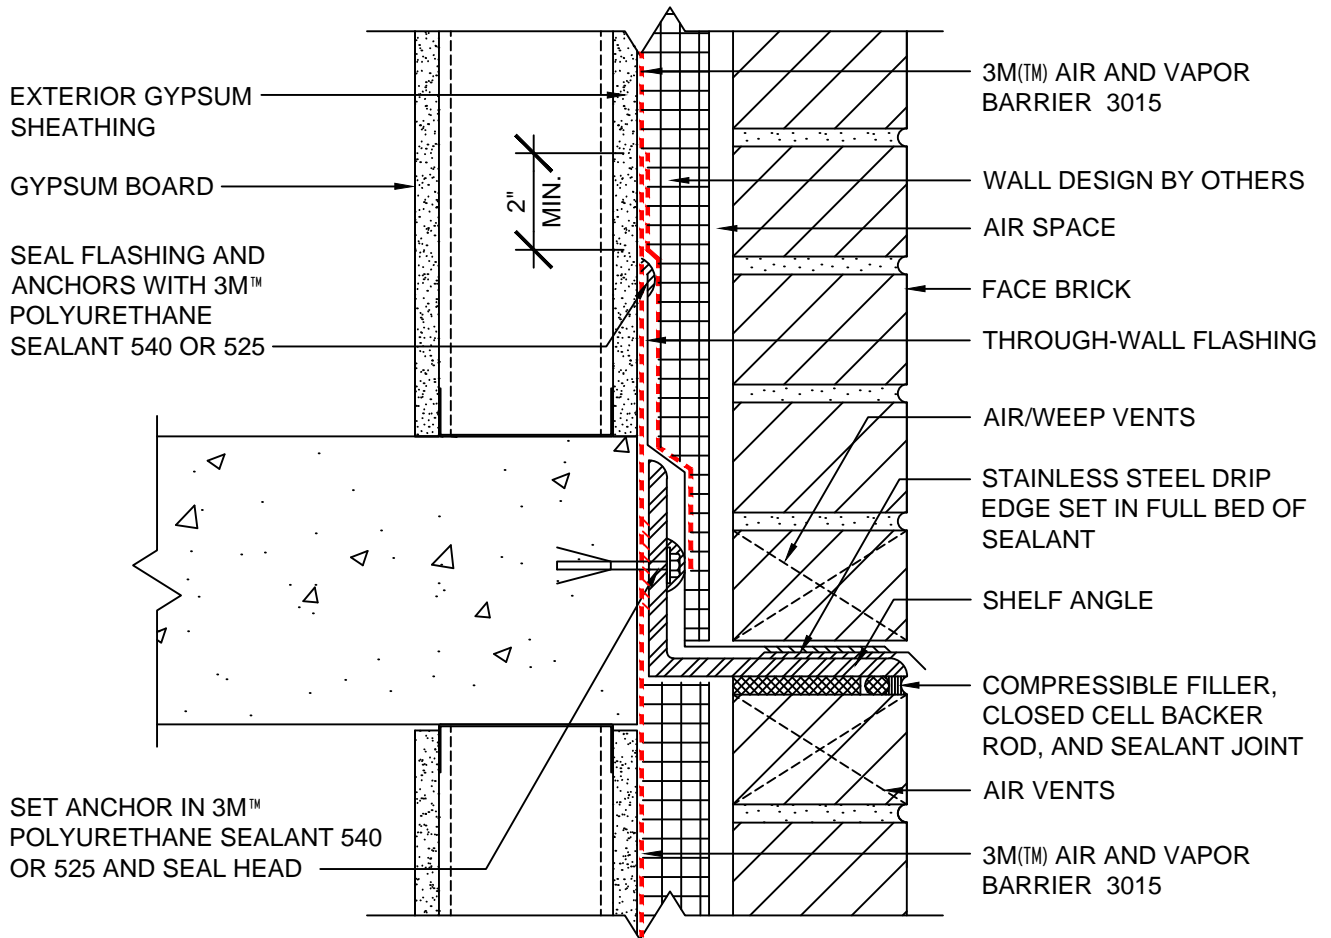 EXTERIOR GYPSUM
SHEATHING
GYPSUM BOARD
SEAL FLASHING AND
ANCHORS WITH 3M™
POLYURETHANE
SEALANT 540 OR 525
SET ANCHOR IN 3M™
POLYURETHANE SEALANT 540
OR 525 AND SEAL HEAD
2"
MIN.
3M(TM) AIR AND VAPOR
BARRIER 3015
WALL DESIGN BY OTHERS
AIR SPACE
FACE BRICK
THROUGH-WALL FLASHING
AIR/WEEP VENTS
STAINLESS STEEL DRIP
EDGE SET IN FULL BED OF
SEALANT
SHELF ANGLE
COMPRESSIBLE FILLER,
CLOSED CELL BACKER
ROD, AND SEALANT JOINT
AIR VENTS
3M(TM) AIR AND VAPOR
BARRIER 3015